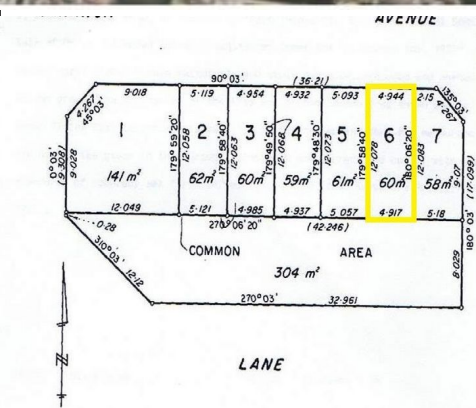 AVENUE
90° 03'
(36·21)
9·018
5·119
4·954
4·932
5·093
4·944
2·15
135° 03'
4·267
4·267
45° 03'
1
2
3
4
5
6
7
0° 03'
(9·308)
9·028
179° 59' 20"
12·058
179° 58' 40"
12·063
179° 49' 50"
12·068
179° 48' 30"
12·073
179° 58' 40"
12·078
180° 06' 20"
12·083
9·07
(17·099)
180° 03'
141 m²
62m²
60m²
59m²
61m²
60m²
58m²
12·049
5·121
4·985
4·937
5·057
4·917
5·18
0·28
270° 06' 20"
(42·246)
COMMON
AREA
304 m²
310° 03'
12·12
8·029
270° 03'
32·961
N
LANE